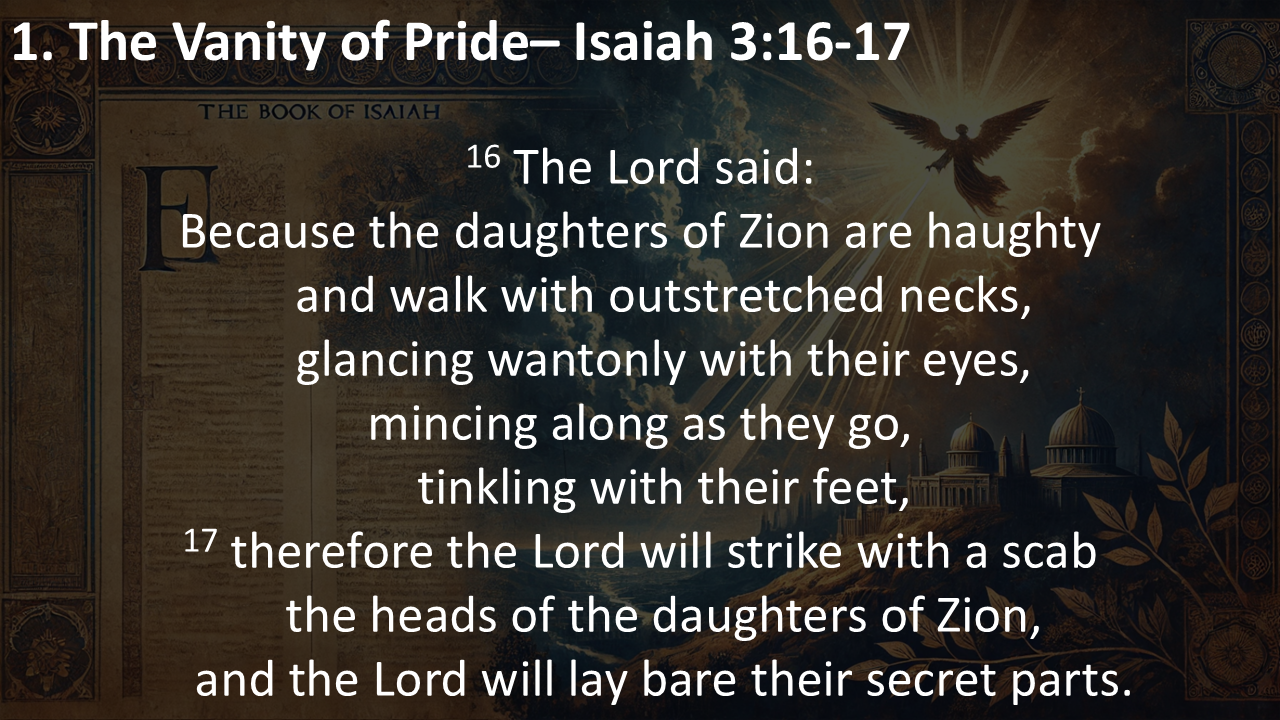 1. The Vanity of Pride– Isaiah 3:16-17
THE BOOK OF ISAIAH
E
16 The Lord said:
Because the daughters of Zion are haughty
and walk with outstretched necks,
glancing wantonly with their eyes,
mincing along as they go,
tinkling with their feet,
17 therefore the Lord will strike with a scab
the heads of the daughters of Zion,
and the Lord will lay bare their secret parts.